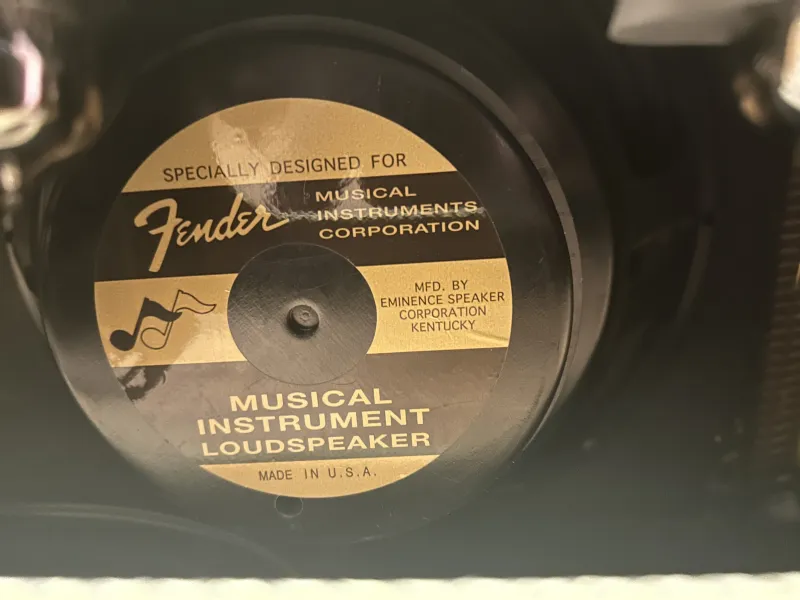 SPECIALLY DESIGNED FOR
Fender
MUSICAL
INSTRUMENTS
CORPORATION
MFD. BY
EMINENCE SPEAKER
CORPORATION
KENTUCKY
MUSICAL
INSTRUMENT
LOUDSPEAKER
MADE IN U.S.A.